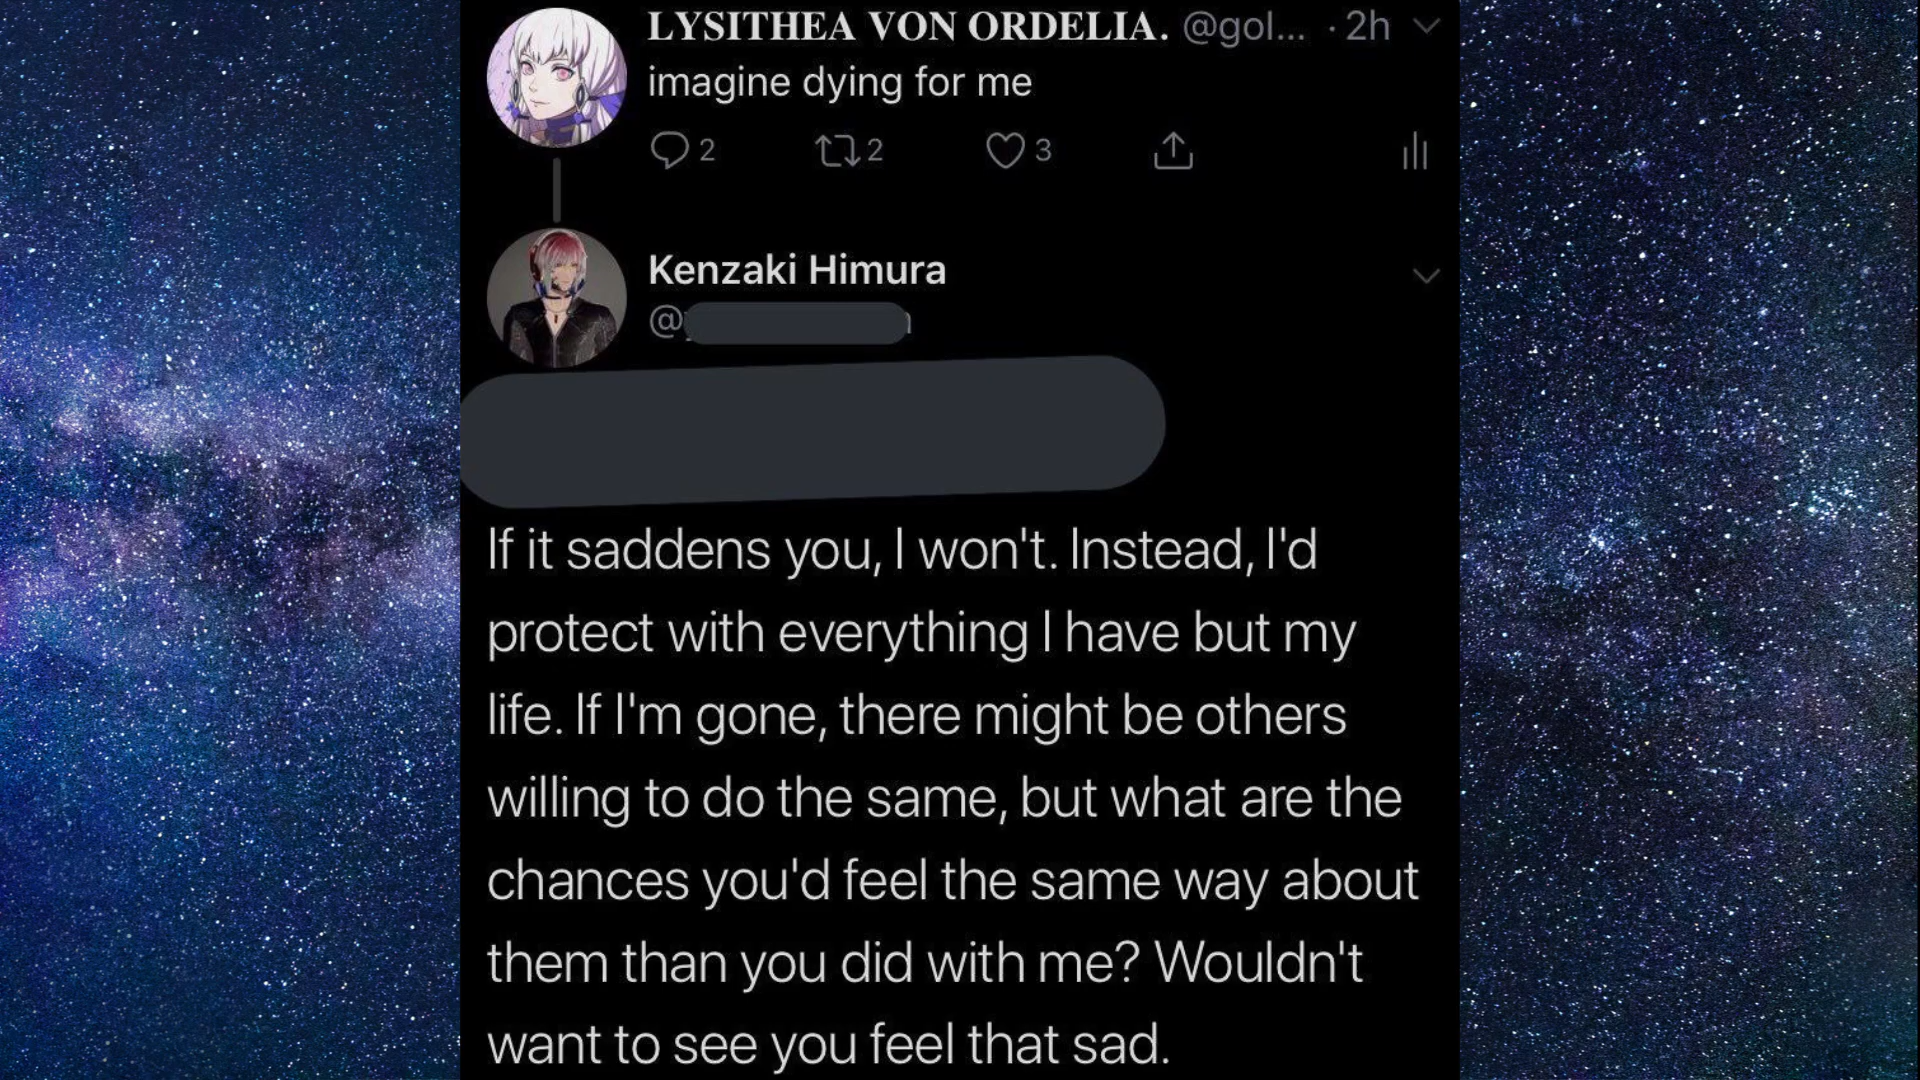 LYSITHEA VON ORDELIA. @gol... · 2h
imagine dying for me
2 2 3
Kenzaki Himura
@
If it saddens you, I won't. Instead, I'd
protect with everything I have but my
life. If I'm gone, there might be others
willing to do the same, but what are the
chances you'd feel the same way about
them than you did with me? Wouldn't
want to see you feel that sad.